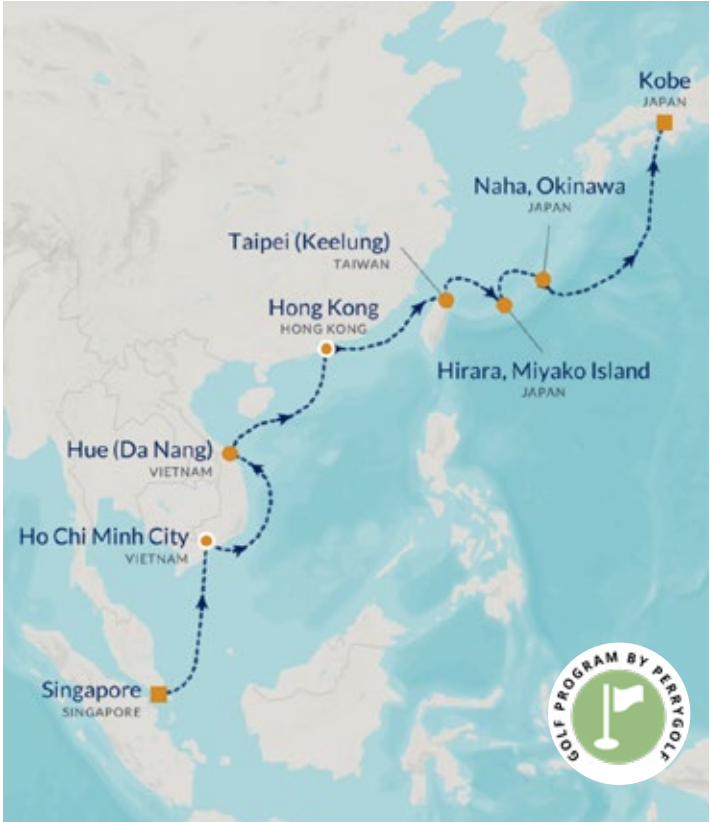 Kobe
JAPAN
Naha, Okinawa
JAPAN
Taipei (Keelung)
TAIWAN
Hong Kong
HONG KONG
Hirara, Miyako Island
JAPAN
Hue (Da Nang)
VIETNAM
Ho Chi Minh City
VIETNAM
Singapore
SINGAPORE
GOLF PROGRAM BY PERRYGOLF